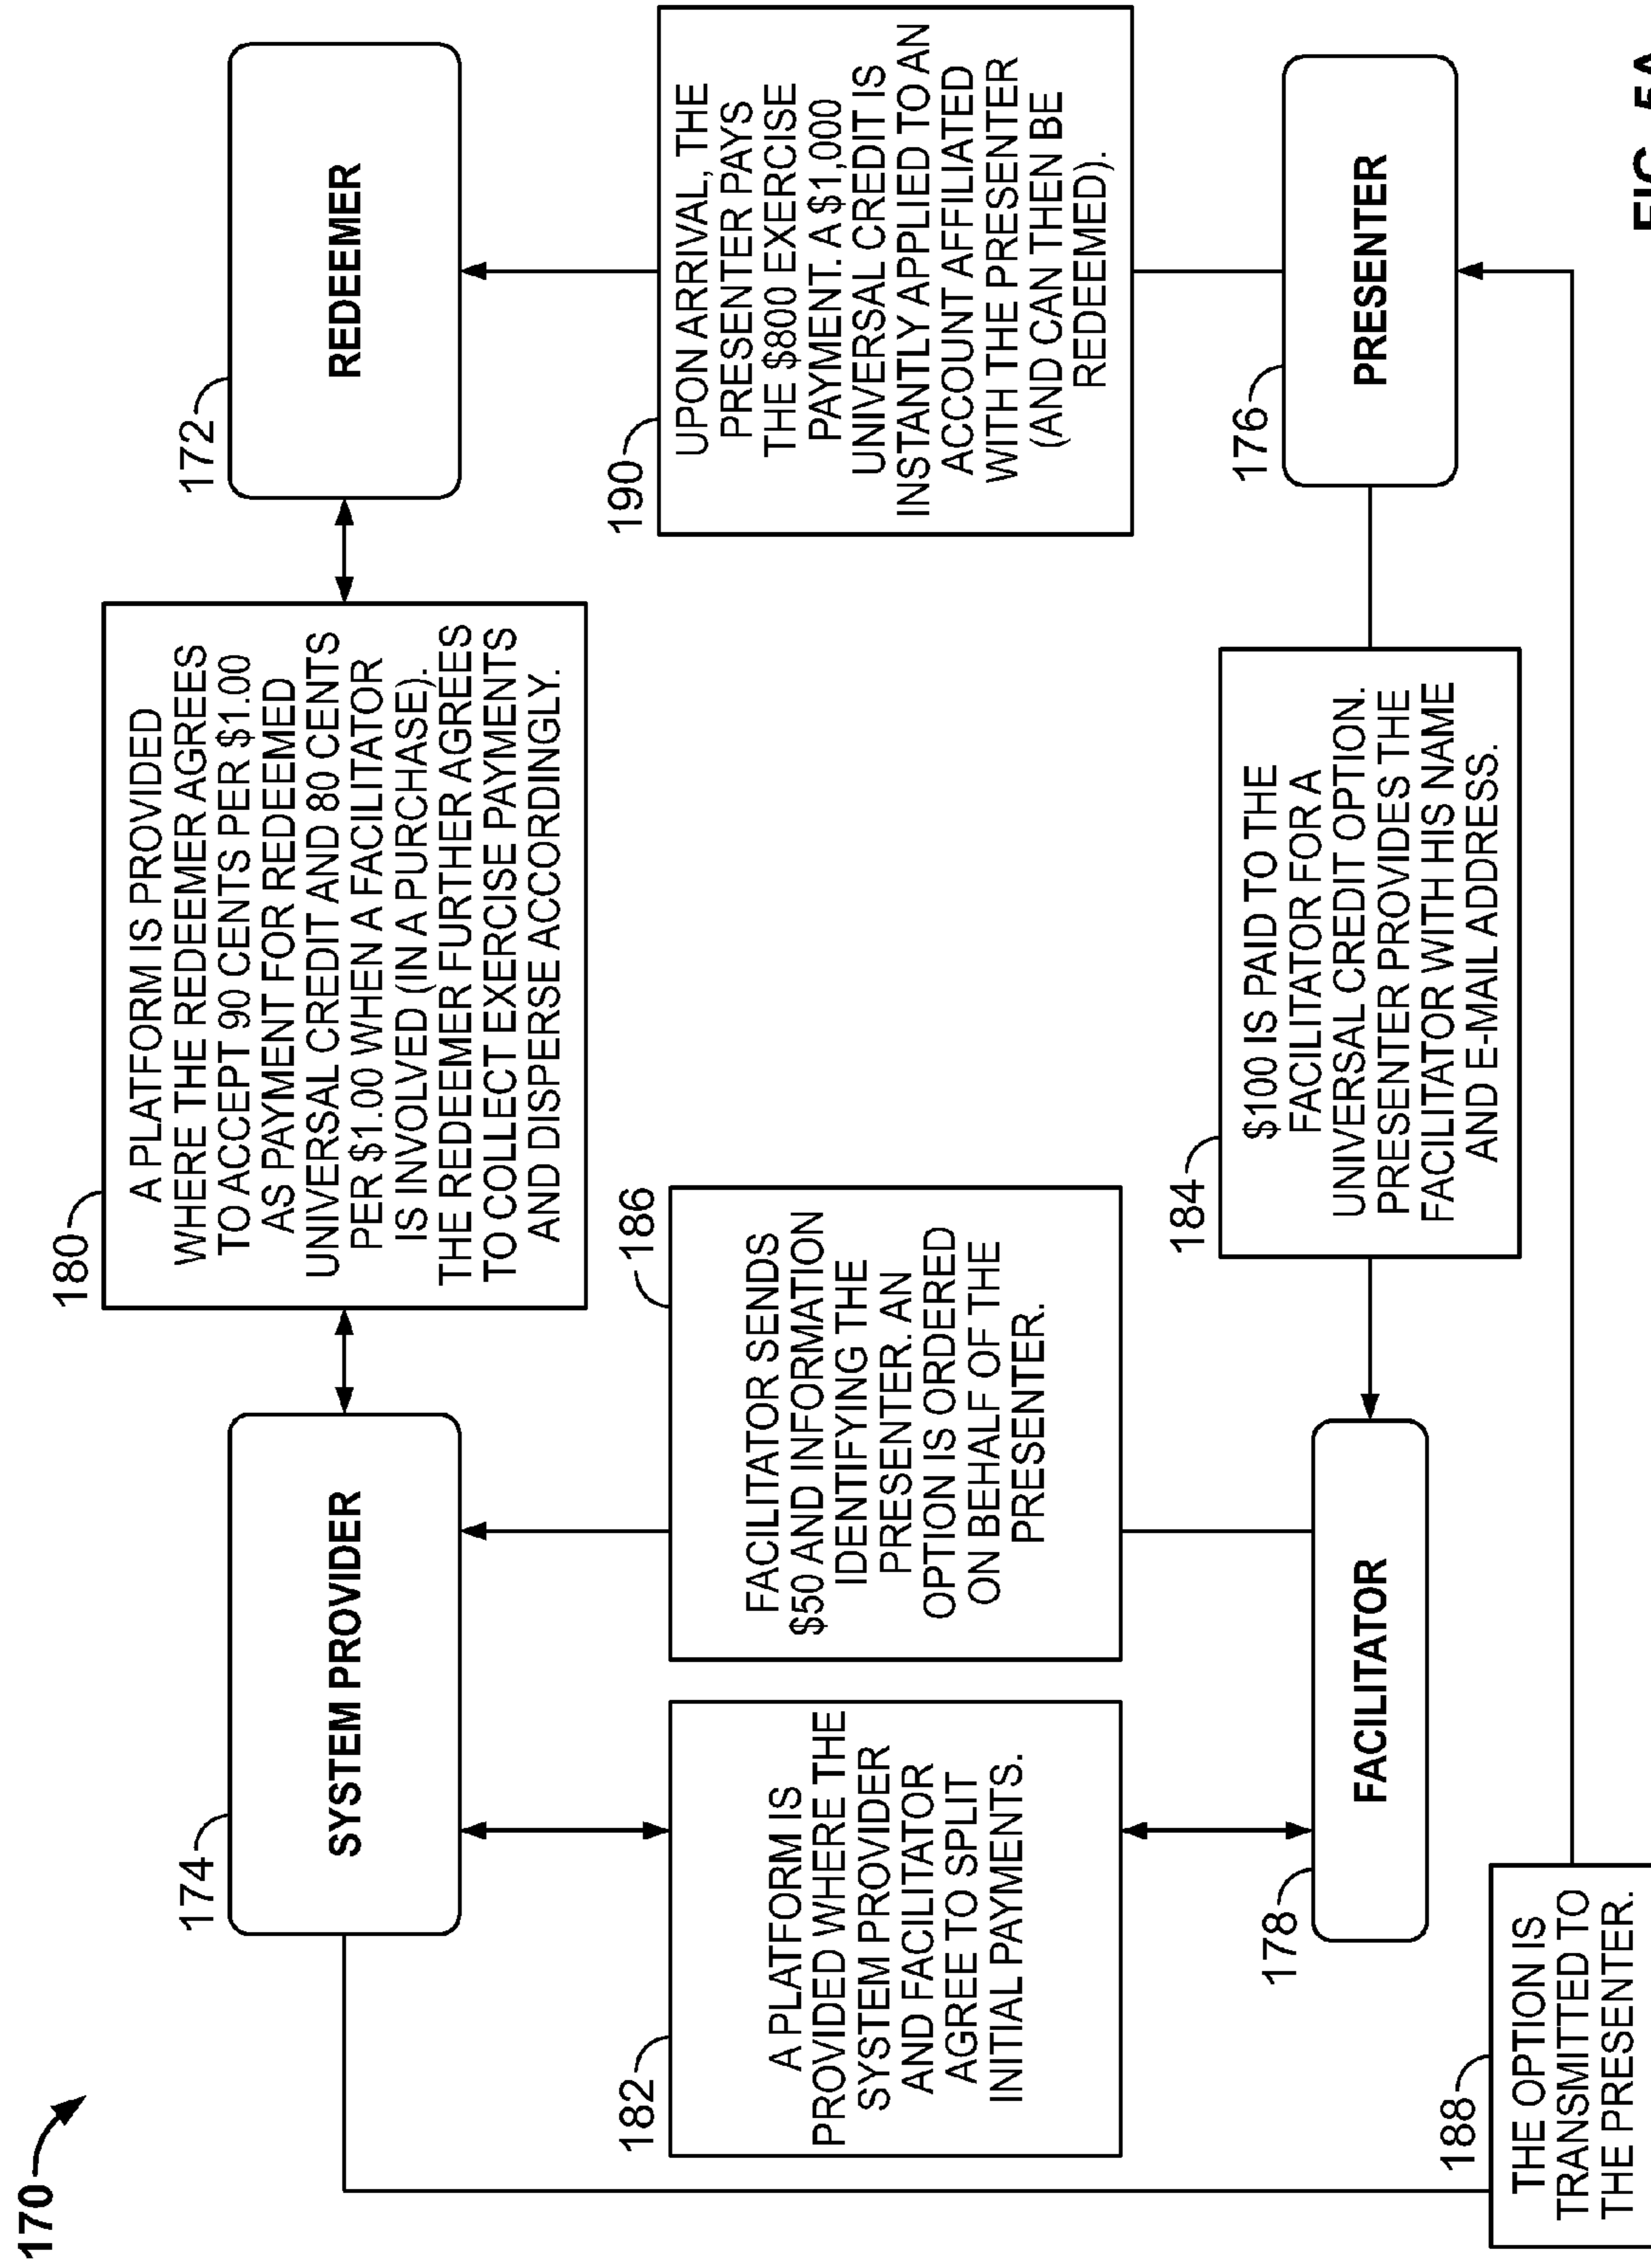 170
174
SYSTEM PROVIDER
180
A PLATFORM IS PROVIDED
WHERE THE REDEEMER AGREES
TO ACCEPT 90 CENTS PER $1.00
AS PAYMENT FOR REDEEMED
UNIVERSAL CREDIT AND 80 CENTS
PER $1.00 WHEN A FACILITATOR
IS INVOLVED (IN A PURCHASE).
THE REDEEMER FURTHER AGREES
TO COLLECT EXERCISE PAYMENTS
AND DISPERSE ACCORDINGLY.
172
REDEEMER
182
A PLATFORM IS
PROVIDED WHERE THE
SYSTEM PROVIDER
AND FACILITATOR
AGREE TO SPLIT
INITIAL PAYMENTS.
186
FACILITATOR SENDS
$50 AND INFORMATION
IDENTIFYING THE
PRESENTER. AN
OPTION IS ORDERED
ON BEHALF OF THE
PRESENTER.
190
UPON ARRIVAL, THE
PRESENTER PAYS
THE $800 EXERCISE
PAYMENT. A $1,000
UNIVERSAL CREDIT IS
INSTANTLY APPLIED TO AN
ACCOUNT AFFILIATED
WITH THE PRESENTER
(AND CAN THEN BE
REDEEMED).
178
FACILITATOR
184
$100 IS PAID TO THE
FACILITATOR FOR A
UNIVERSAL CREDIT OPTION.
PRESENTER PROVIDES THE
FACILITATOR WITH HIS NAME
AND E-MAIL ADDRESS.
176
PRESENTER
188
THE OPTION IS
TRANSMITTED TO
THE PRESENTER.
FIG. 5A